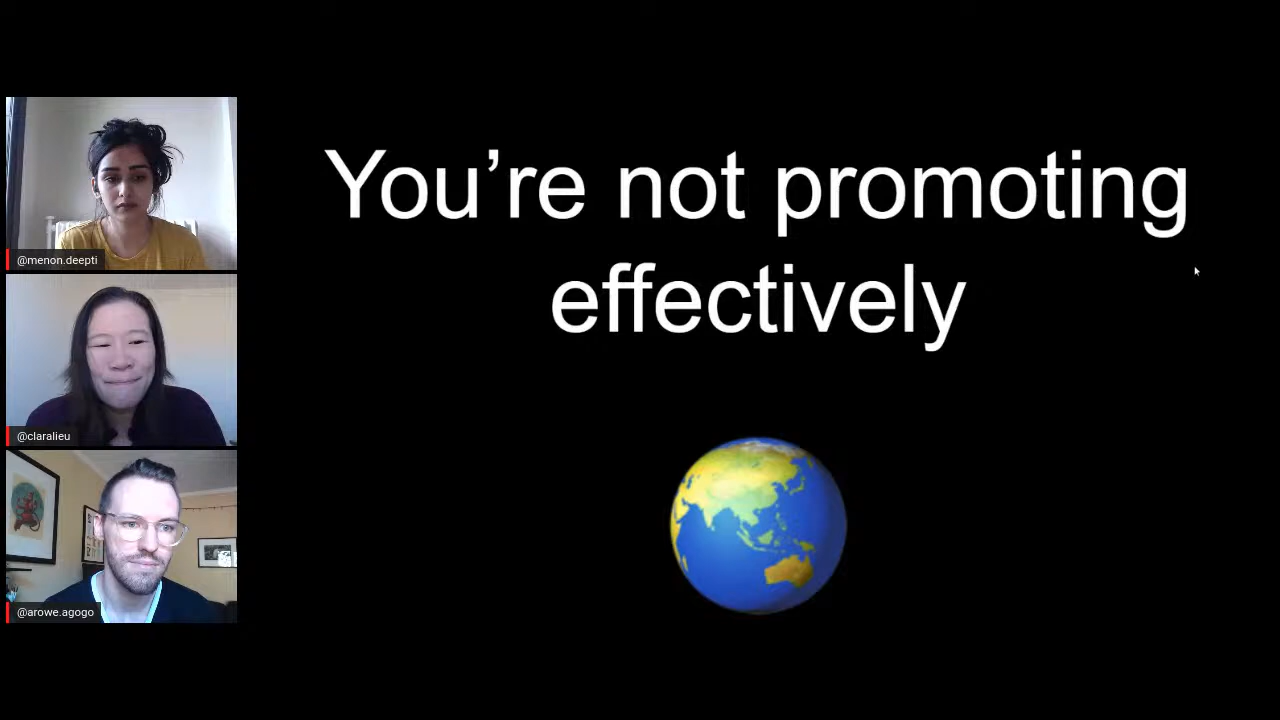 You’re not promoting
effectively
@menon.deepti
@claralieu
@arowe.agogo